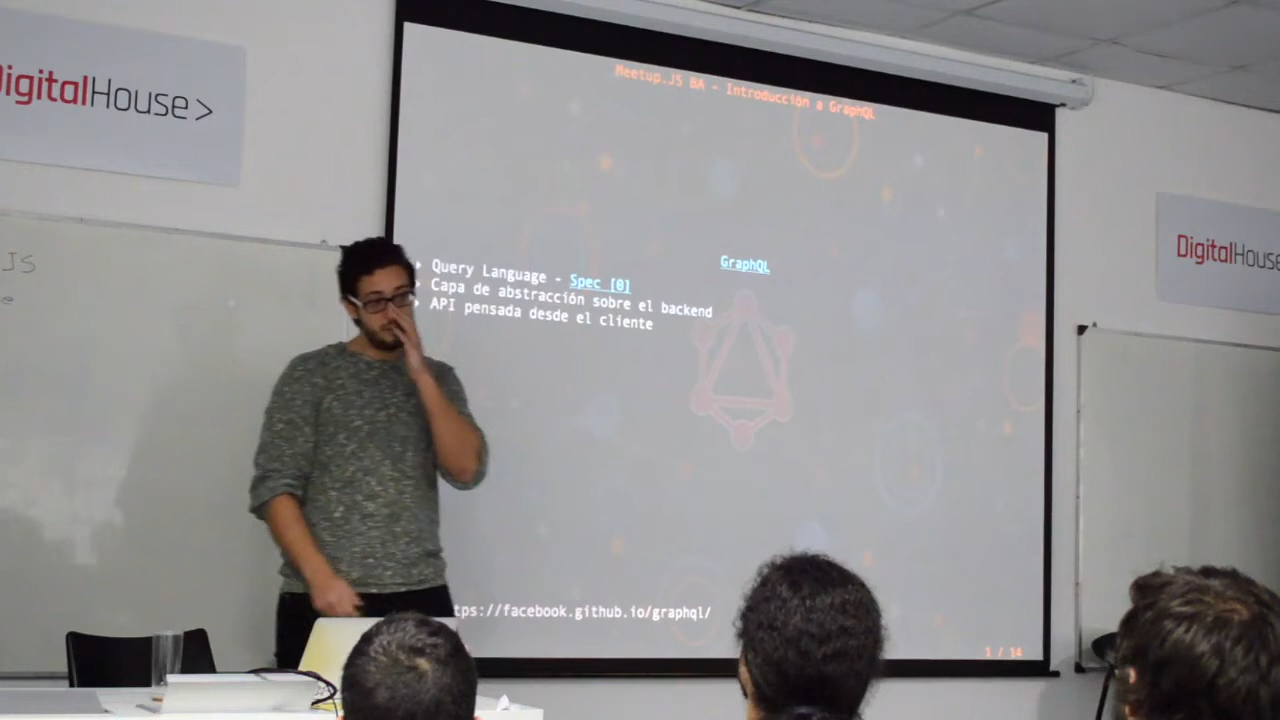 DigitalHouse>
JS
e
Meetup.JS BA - Introducción a GraphQL
GraphQL
Query Language - Spec [0]
Capa de abstracción sobre el backend
API pensada desde el cliente
tps://facebook.github.io/graphql/
1 / 14
DigitalHouse